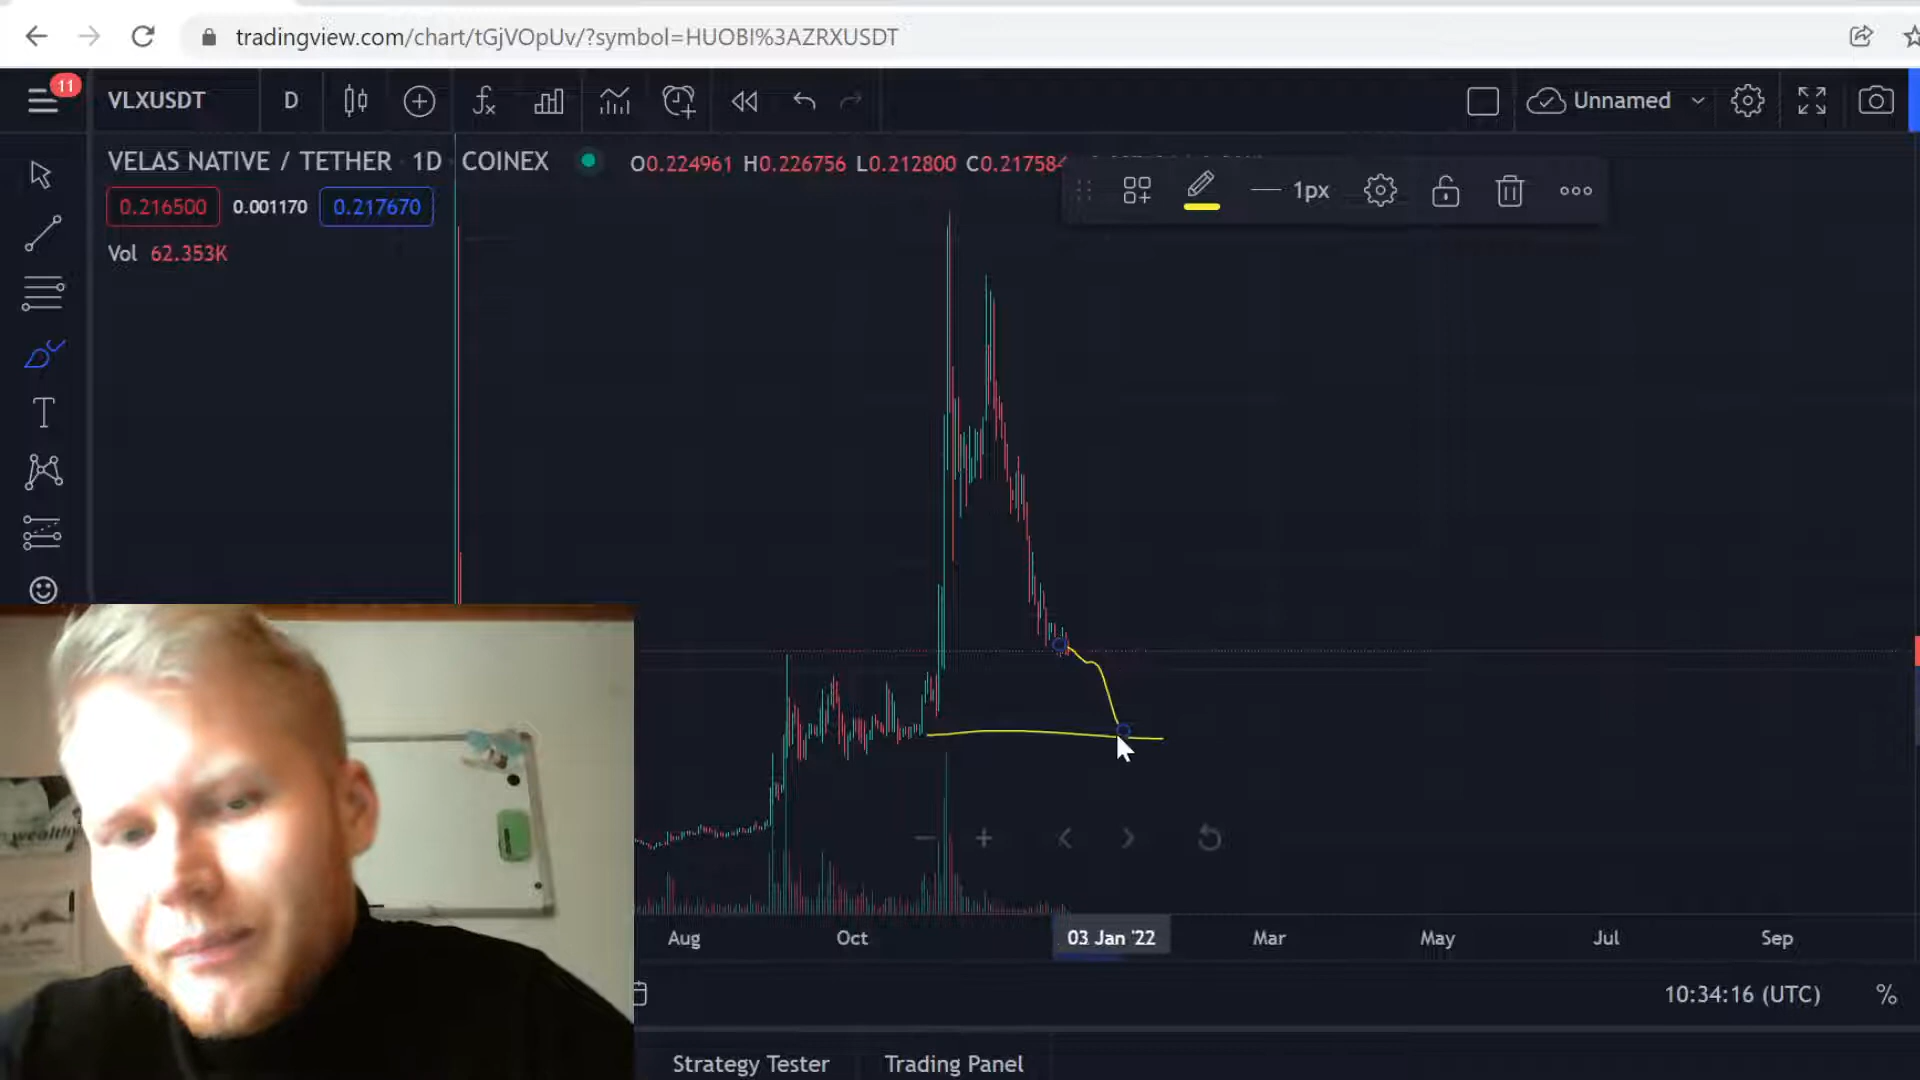 tradingview.com/chart/tGjVOpUv/?symbol=HUOBI%3AZRXUSDT
11
VLXUSDT
D
Unnamed
VELAS NATIVE / TETHER 1D COINEX
O0.224961 H0.226756 L0.212800 C0.217584
1px
0.216500
0.001170
0.217670
Vol 62.353K
wealthy
Aug
Oct
03 Jan '22
Mar
May
Jul
Sep
10:34:16 (UTC)
%
Strategy Tester
Trading Panel